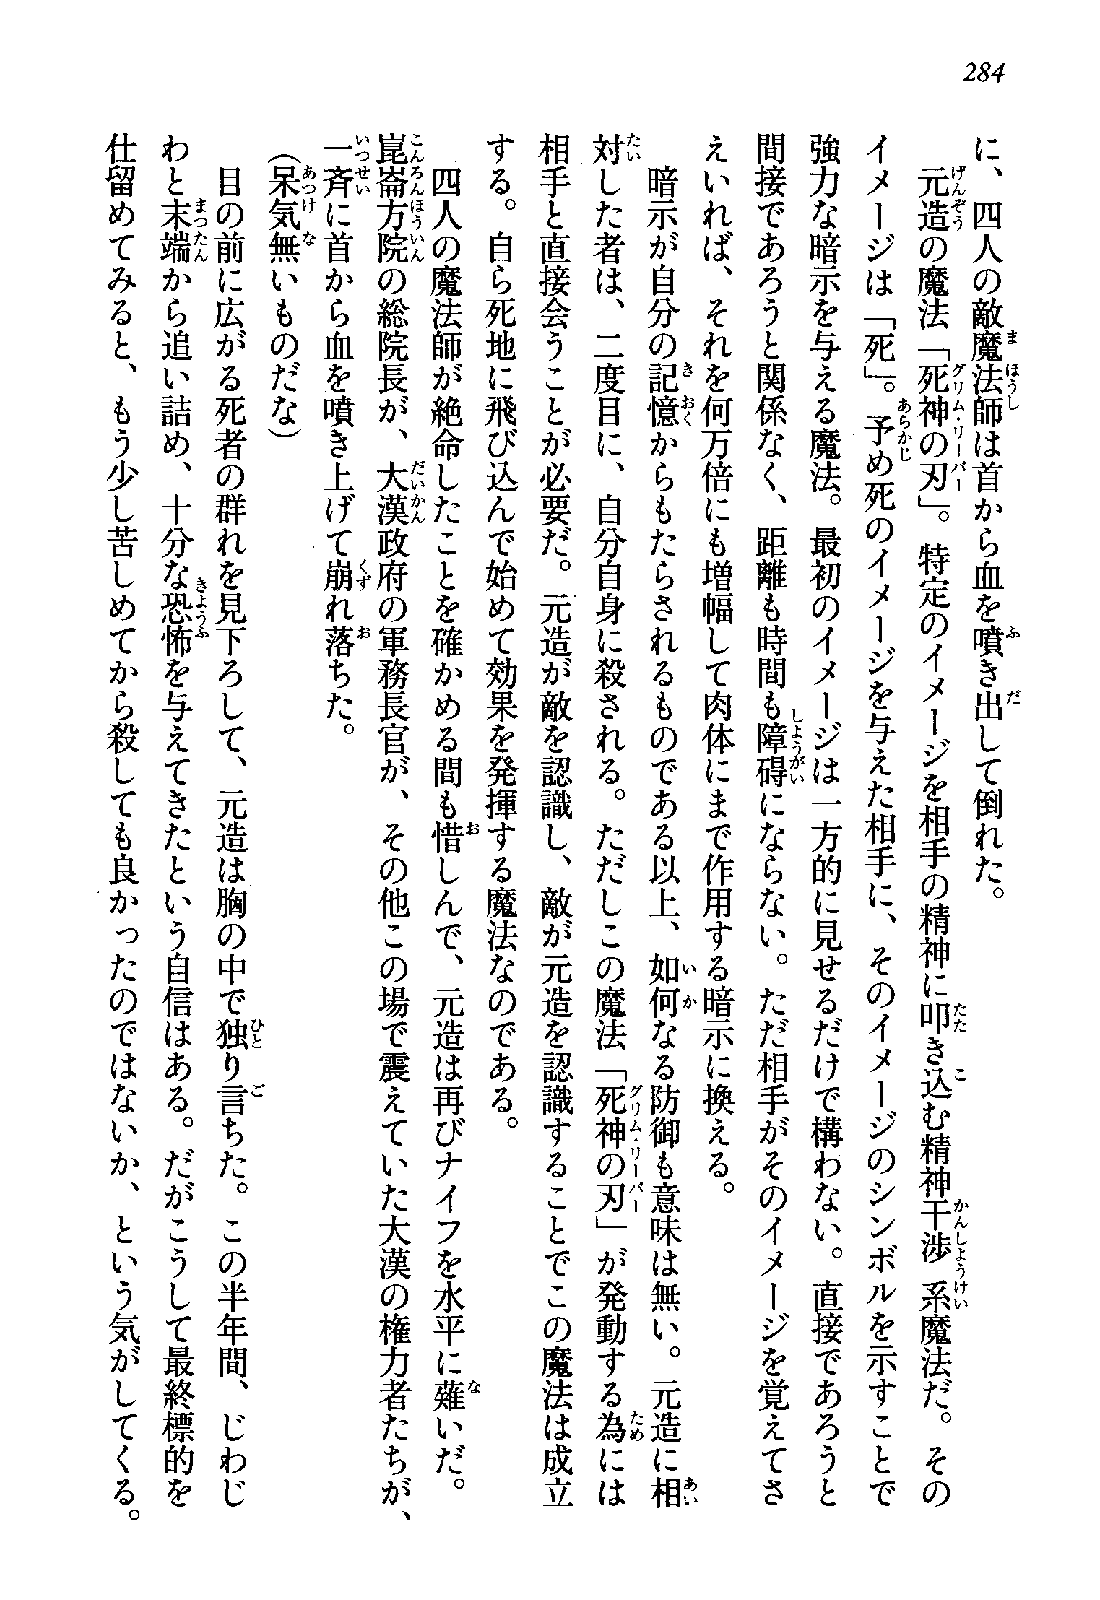 284
に、四人の敵魔法師は首から血を噴き出して倒れた。
　元造の魔法「死神の刃」。特定のイメージを相手の精神に叩き込む精神干渉系魔法だ。その
イメージは「死」。予め死のイメージを与えた相手に、そのイメージのシンボルを示すことで
強力な暗示を与える魔法。最初のイメージは一方的に見せるだけで構わない。直接であろうと
間接であろうと関係なく、距離も時間も障碍にならない。ただ相手がそのイメージを覚えてさ
えいれば、それを何万倍にも増幅して肉体にまで作用する暗示に換える。
　暗示が自分の記憶からもたらされるものである以上、如何なる防御も意味は無い。元造に相
対した者は、二度目に、自分自身に殺される。ただしこの魔法「死神の刃」が発動する為には
相手と直接会うことが必要だ。元造が敵を認識し、敵が元造を認識することでこの魔法は成立
する。自ら死地に飛び込んで始めて効果を発揮する魔法なのである。
　四人の魔法師が絶命したことを確かめる間も惜しんで、元造は再びナイフを水平に薙いだ。
崑崙方院の総院長が、大漢政府の軍務長官が、その他この場で震えていた大漢の権力者たちが、
一斉に首から血を噴き上げて崩れ落ちた。
（呆気無いものだな）
　目の前に広がる死者の群れを見下ろして、元造は胸の中で独り言ちた。この半年間、じわじ
わと末端から追い詰め、十分な恐怖を与えてきたという自信はある。だがこうして最終標的を
仕留めてみると、もう少し苦しめてから殺しても良かったのではないか、という気がしてくる。